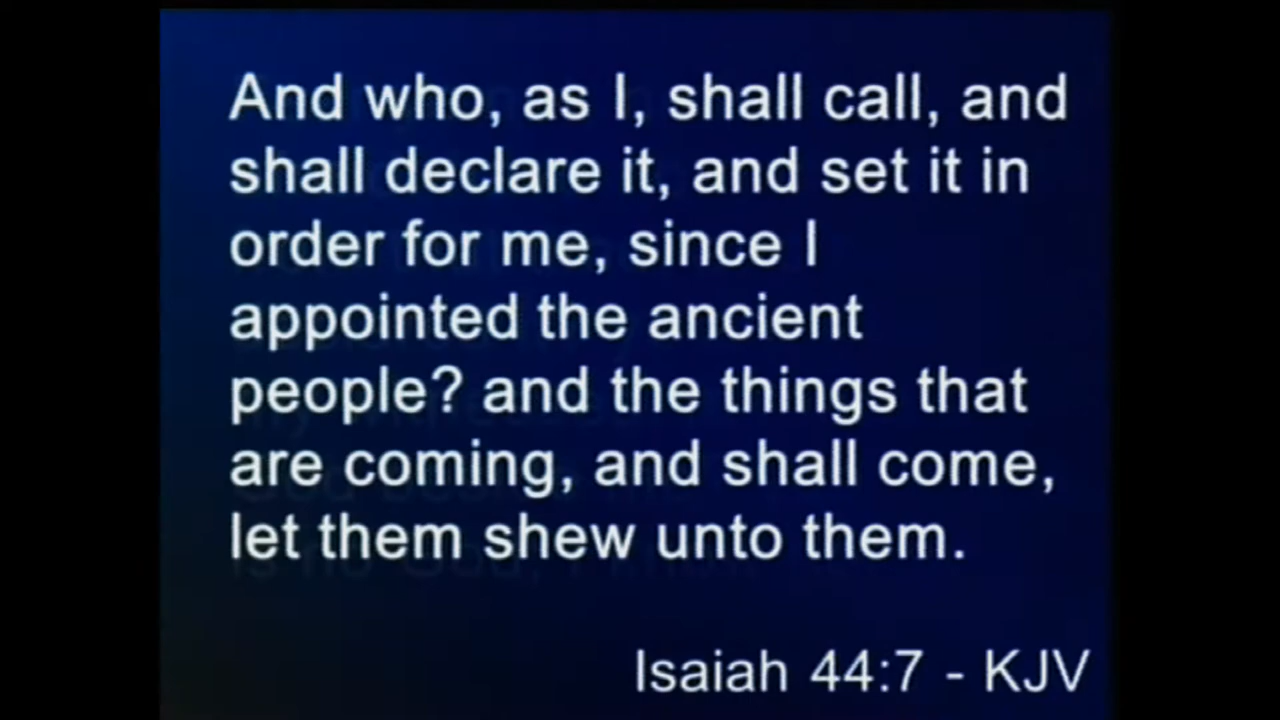 And who, as I, shall call, and
shall declare it, and set it in
order for me, since I
appointed the ancient
people? and the things that
are coming, and shall come,
let them shew unto them.
Isaiah 44:7 - KJV